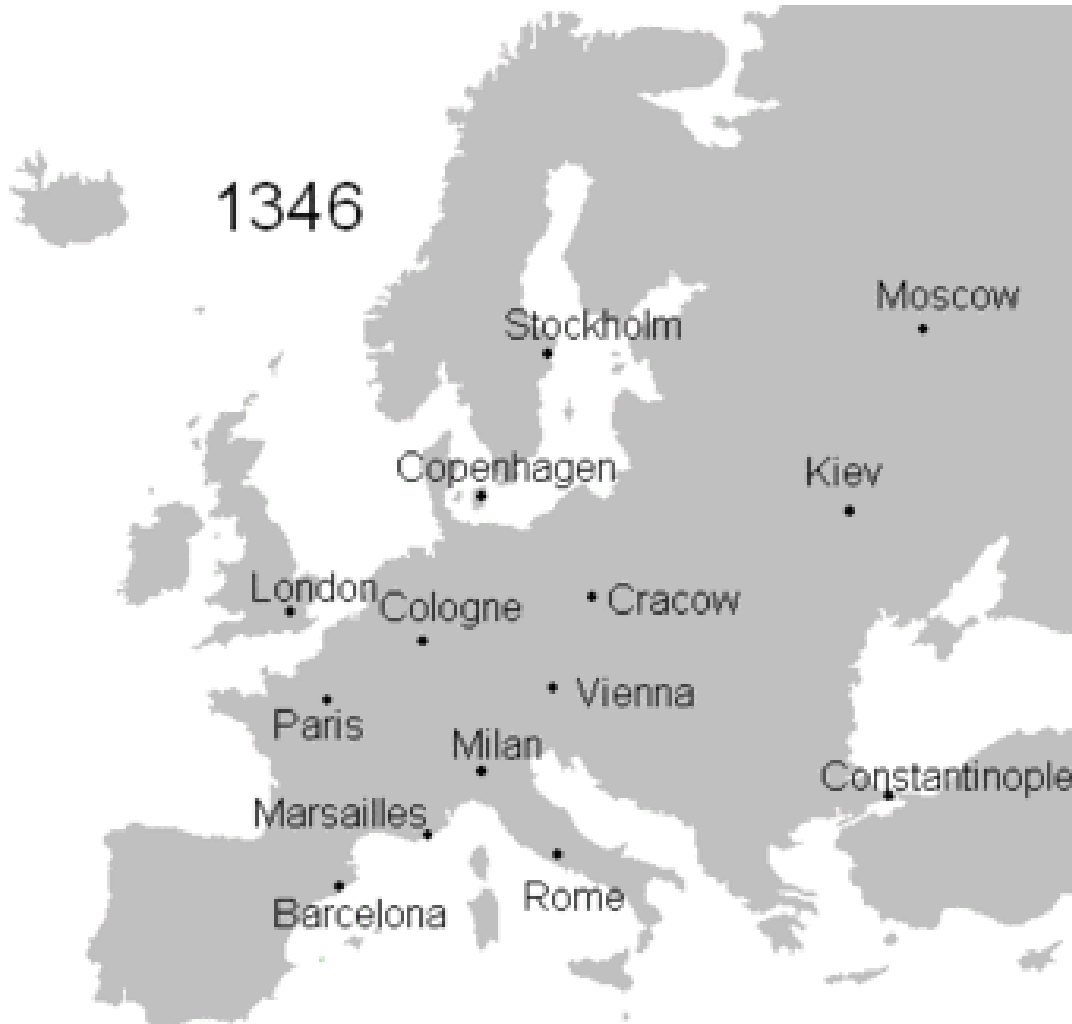 1346
Moscow
Stockholm
Copenhagen
Kiev
London
Cologne
Cracow
Vienna
Paris
Milan
Constantinople
Marsailles
Rome
Barcelona